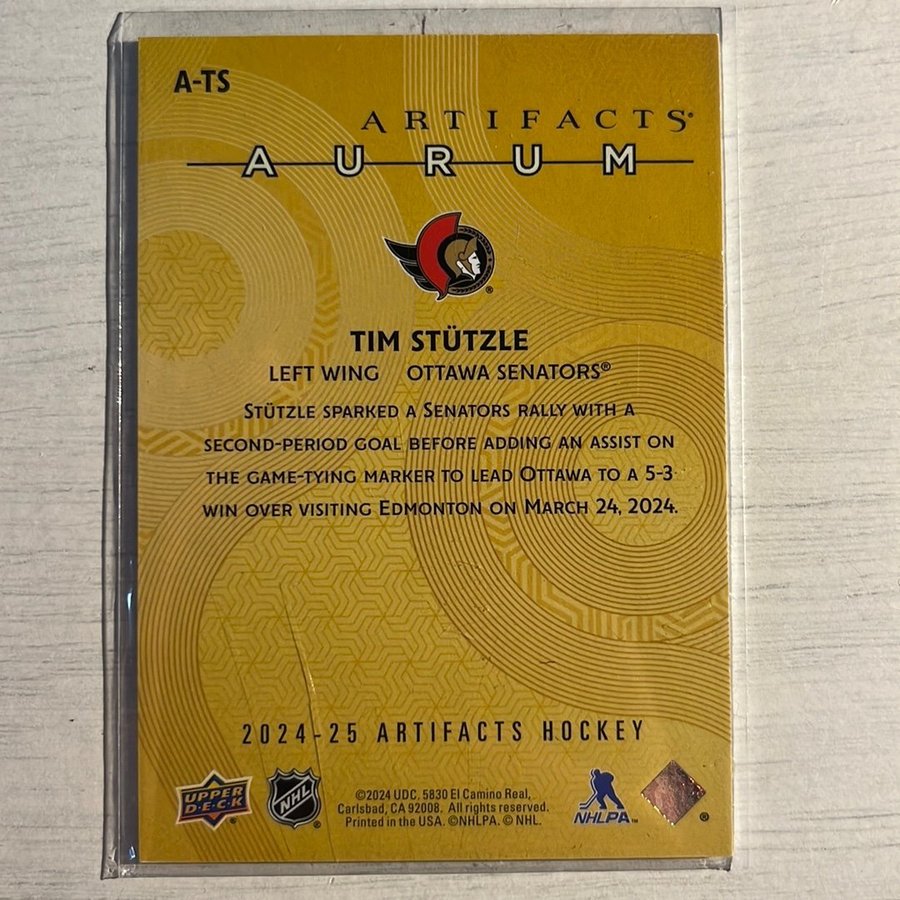 A-TS
ARTIFACTS®
AURUM
®
TIM STÜTZLE
LEFT WING OTTAWA SENATORS®
STÜTZLE SPARKED A SENATORS RALLY WITH A
SECOND-PERIOD GOAL BEFORE ADDING AN ASSIST ON
THE GAME-TYING MARKER TO LEAD OTTAWA TO A 5-3
WIN OVER VISITING EDMONTON ON MARCH 24, 2024.
2024-25 ARTIFACTS HOCKEY
UPPER
D·E·C·K
®
NHL
®
©2024 UDC. 5830 El Camino Real,
Carlsbad, CA 92008. All rights reserved.
Printed in the USA. ©NHLPA. © NHL.
NHLPA™
®